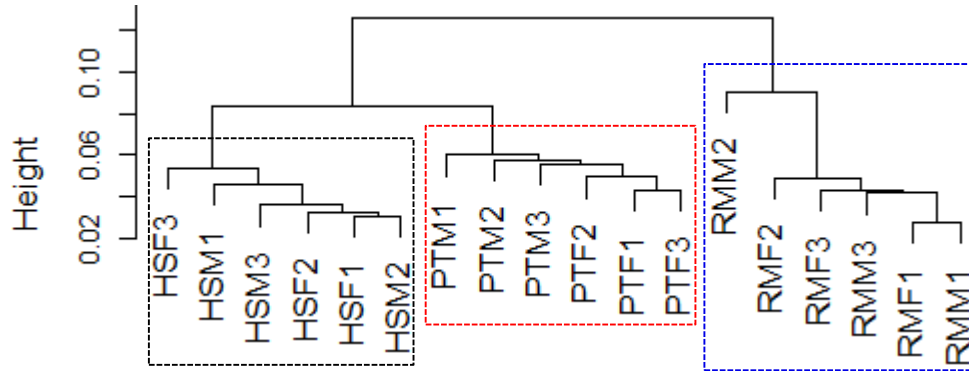 Height
0.02
0.06
0.10
HSF3
HSM1
HSM3
HSF2
HSF1
HSM2
PTM1
PTM2
PTM3
PTF2
PTF1
PTF3
RMM2
RMF2
RMF3
RMM3
RMF1
RMM1